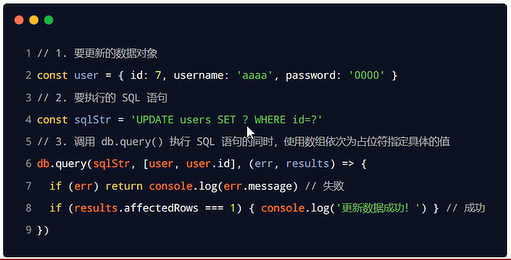 1 // 1. 要更新的数据对象
2 const user = { id: 7, username: 'aaaa', password: '0000' }
3 // 2. 要执行的 SQL 语句
4 const sqlStr = 'UPDATE users SET ? WHERE id=?'
5 // 3. 调用 db.query() 执行 SQL 语句的同时，使用数组依次为占位符指定具体的值
6 db.query(sqlStr, [user, user.id], (err, results) => {
7 if (err) return console.log(err.message) // 失败
8 if (results.affectedRows === 1) { console.log('更新数据成功！') } // 成功
9 })